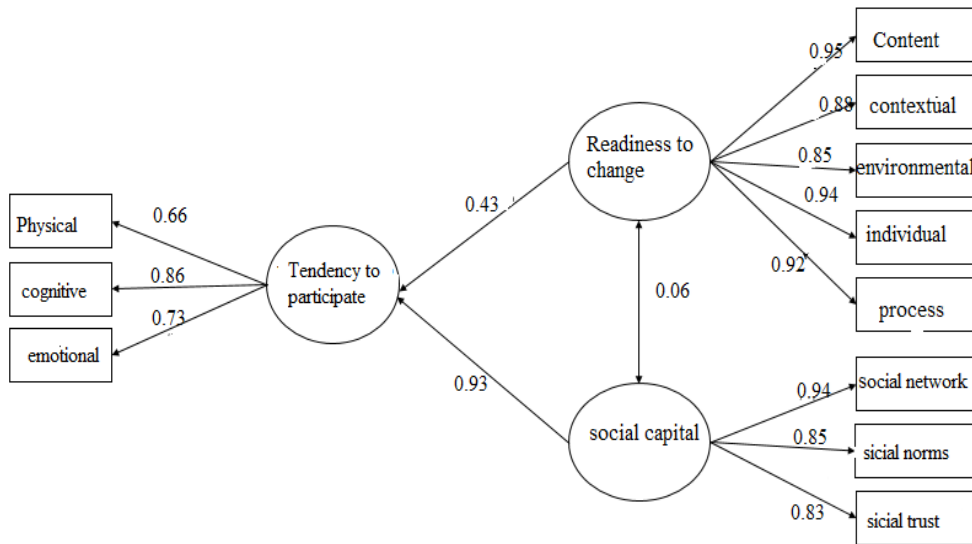 Content
0.95
contextual
0.88
Readiness to
change
0.85
environmental
0.94
individual
0.92
process
0.43
Physical
0.66
Tendency to
participate
cognitive
0.86
0.73
emotional
0.06
0.93
social capital
social network
0.94
0.85
sicial norms
0.83
sicial trust